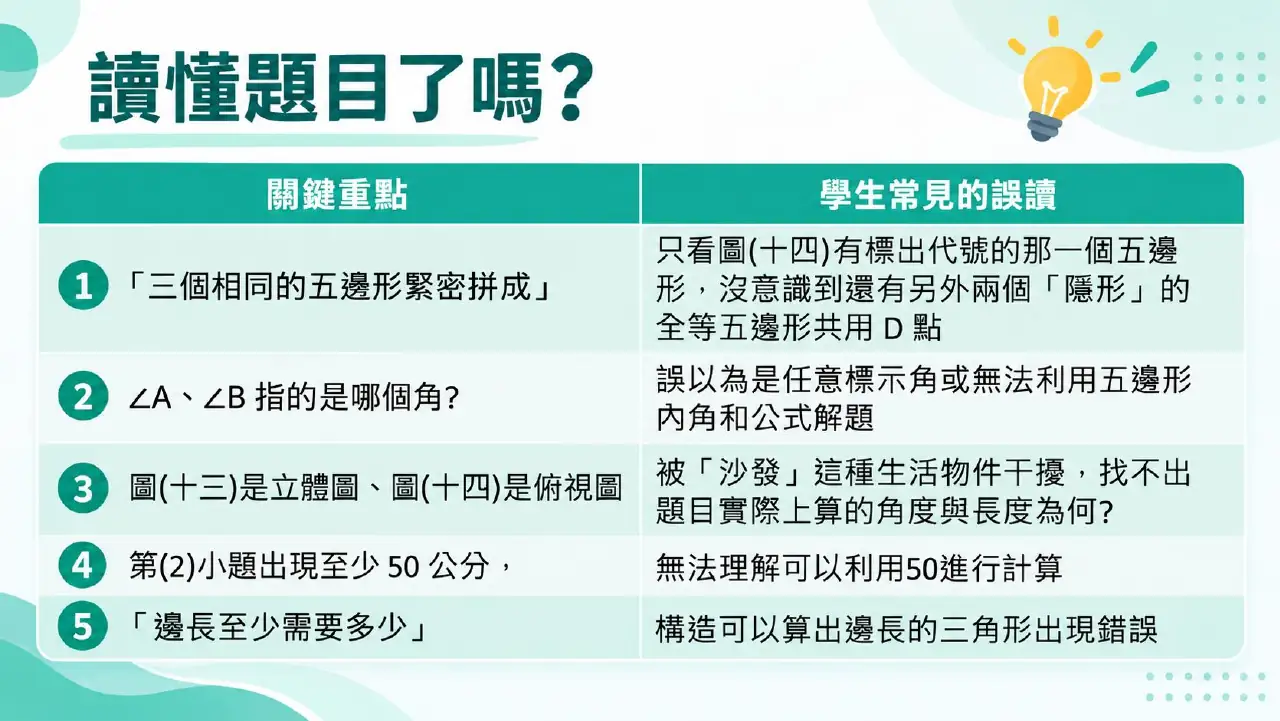 讀懂題目了嗎?
關鍵重點
學生常見的誤讀
1 「三個相同的五邊形緊密拼成」
只看圖(十四)有標出代號的那一個五邊
形，沒意識到還有另外兩個「隱形」的
全等五邊形共用 D 點
2 ∠A、∠B 指的是哪個角?
誤以為是任意標示角或無法利用五邊形
內角和公式解題
3 圖(十三)是立體圖、圖(十四)是俯視圖
被「沙發」這種生活物件干擾，找不出
題目實際上算的角度與長度為何?
4 第(2)小題出現至少 50 公分，
無法理解可以利用50進行計算
5 「邊長至少需要多少」
構造可以算出邊長的三角形出現錯誤